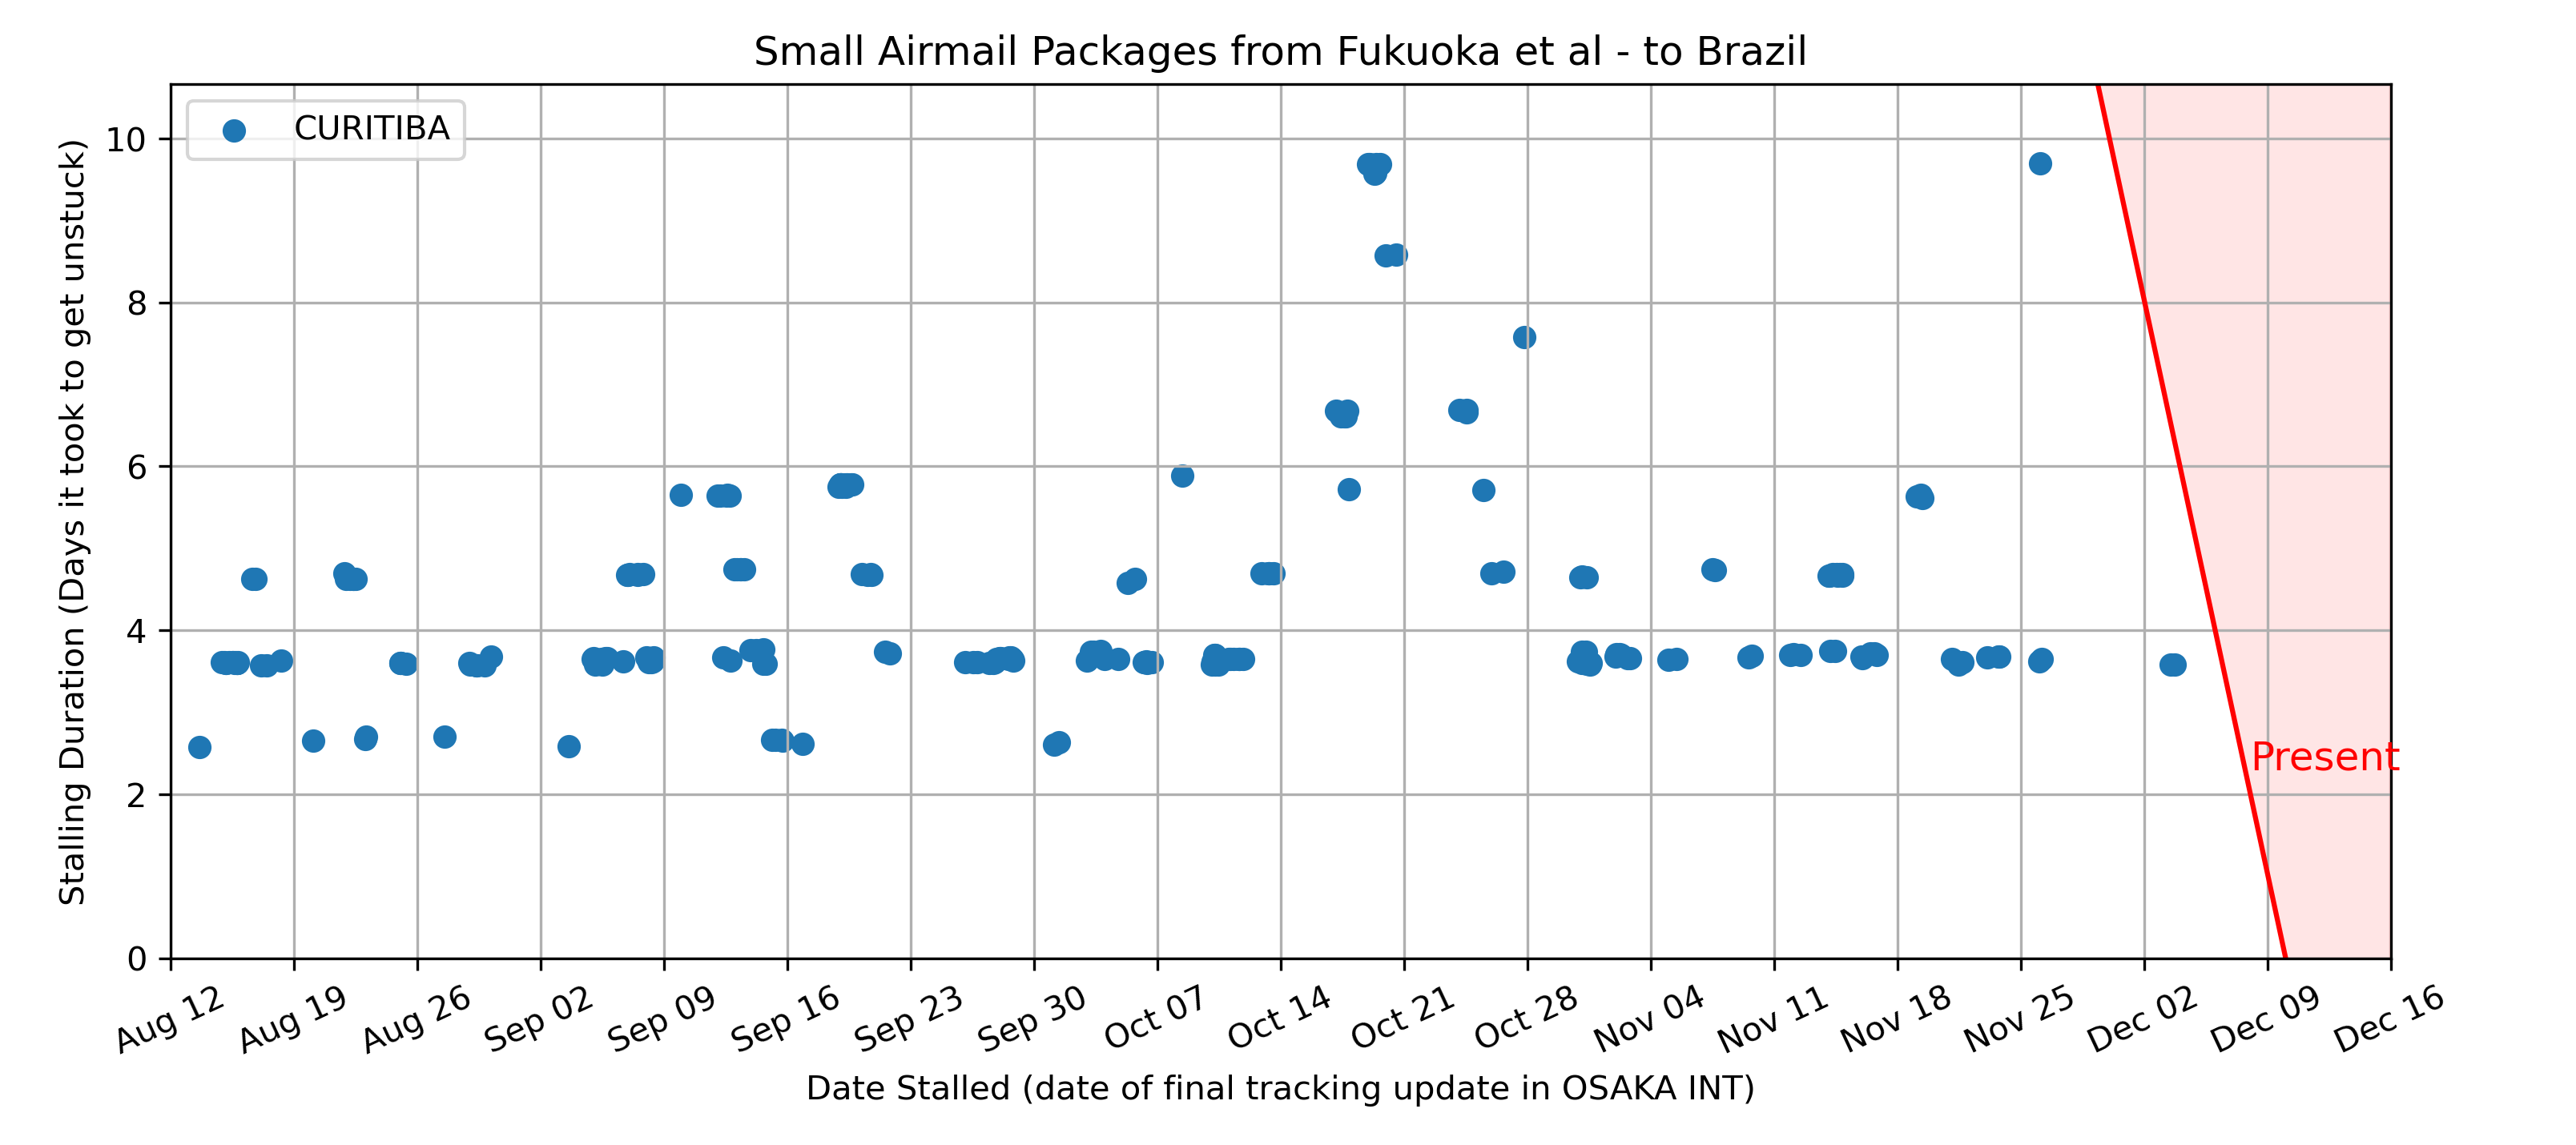 Small Airmail Packages from Fukuoka et al - to Brazil
CURITIBA
Stalling Duration (Days it took to get unstuck)
10
8
6
4
2
0
Present
Aug 12
Aug 19
Aug 26
Sep 02
Sep 09
Sep 16
Sep 23
Sep 30
Oct 07
Oct 14
Oct 21
Oct 28
Nov 04
Nov 11
Nov 18
Nov 25
Dec 02
Dec 09
Dec 16
Date Stalled (date of final tracking update in OSAKA INT)